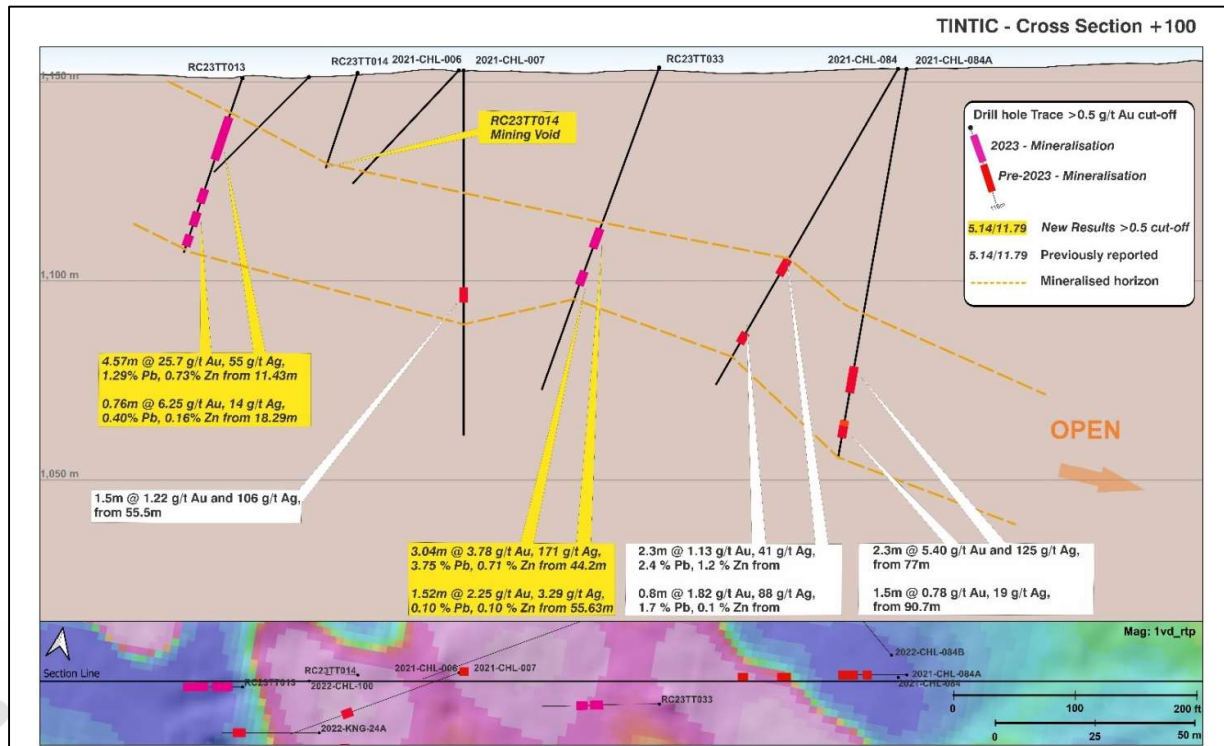 TINTIC - Cross Section +100
RC23TT013
RC23TT014
2021-CHL-006
2021-CHL-007
RC23TT033
2021-CHL-084
2021-CHL-084A
1,150 m
RC23TT014
Mining Void
Drill hole Trace >0.5 g/t Au cut-off
2023 - Mineralisation
Pre-2023 - Mineralisation
116m
5.14/11.79 New Results >0.5 cut-off
5.14/11.79 Previously reported
Mineralised horizon
1,100 m
4.57m @ 25.7 g/t Au, 55 g/t Ag,
1.29% Pb, 0.73% Zn from 11.43m
0.76m @ 6.25 g/t Au, 14 g/t Ag,
0.40% Pb, 0.16% Zn from 18.29m
OPEN
1,050 m
1.5m @ 1.22 g/t Au and 106 g/t Ag,
from 55.5m
3.04m @ 3.78 g/t Au, 171 g/t Ag,
3.75 % Pb, 0.71 % Zn from 44.2m
1.52m @ 2.25 g/t Au, 3.29 g/t Ag,
0.10 % Pb, 0.10 % Zn from 55.63m
2.3m @ 1.13 g/t Au, 41 g/t Ag,
2.4 % Pb, 1.2 % Zn from
0.6m @ 1.82 g/t Au, 88 g/t Ag,
1.7 % Pb, 0.1 % Zn from
2.3m @ 5.40 g/t Au and 125 g/t Ag,
from 77m
1.5m @ 0.78 g/t Au, 19 g/t Ag,
from 90.7m
Mag: 1vd_rtp
2022-CHL-084B
Section Line
RC23TT014
2021-CHL-006
2021-CHL-007
2021-CHL-084A
2021-CHL-084
RC23TT013
2022-CHL-100
RC23TT033
2022-KNG-24A
0 100 200 ft
0 25 50 m